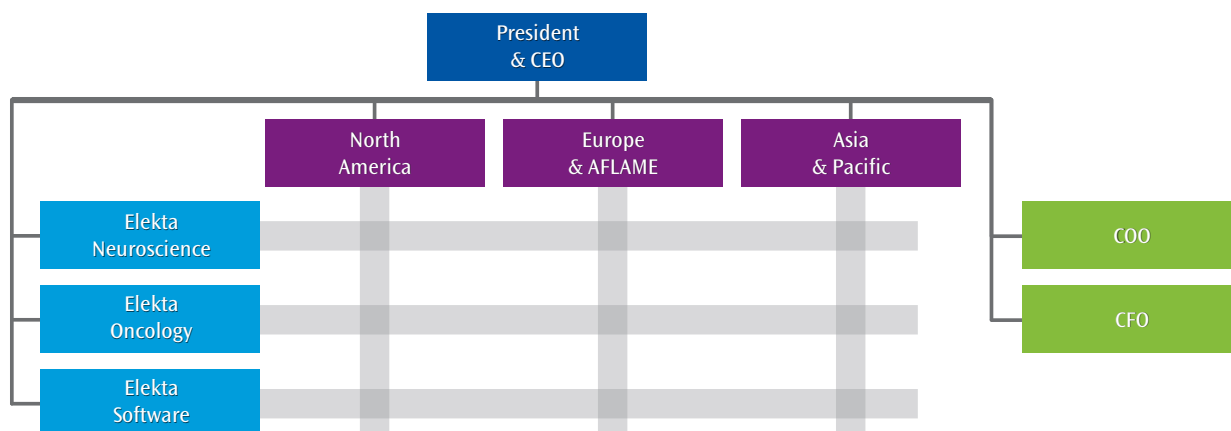 President
& CEO
North
America
Europe
& AFLAME
Asia
& Pacific
Elekta
Neuroscience
COO
Elekta
Oncology
CFO
Elekta
Software